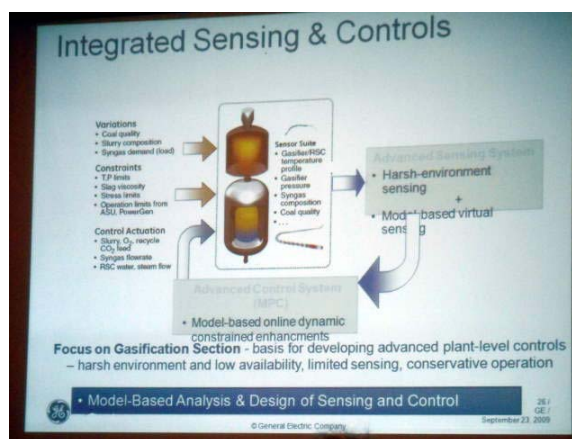 Integrated Sensing & Controls
Variations
• Coal quality
• Slurry composition
• Syngas demand (load)
Constraints
• T,P limits
• Slag viscosity
• Stress limits
• Operation limits from
ASU, PowerGen
Control Actuation
• Slurry, O₂, recycle
CO₂ feed
• Syngas flowrate
• RSC water, steam flow
Sensor Suite
• Gasifier/RSC
temperature
profile
• Gasifier
pressure
• Syngas
composition
• Coal quality
• ...
Advanced Sensing System
• Harsh-environment
sensing
+
• Model based virtual
sensing
Advanced Control System
(MPC)
• Model-based online dynamic
constrained enhancments
Focus on Gasification Section - basis for developing advanced plant-level controls
– harsh environment and low availability, limited sensing, conservative operation
• Model-Based Analysis & Design of Sensing and Control
© General Electric Company
26 /
GE /
September 23, 2009